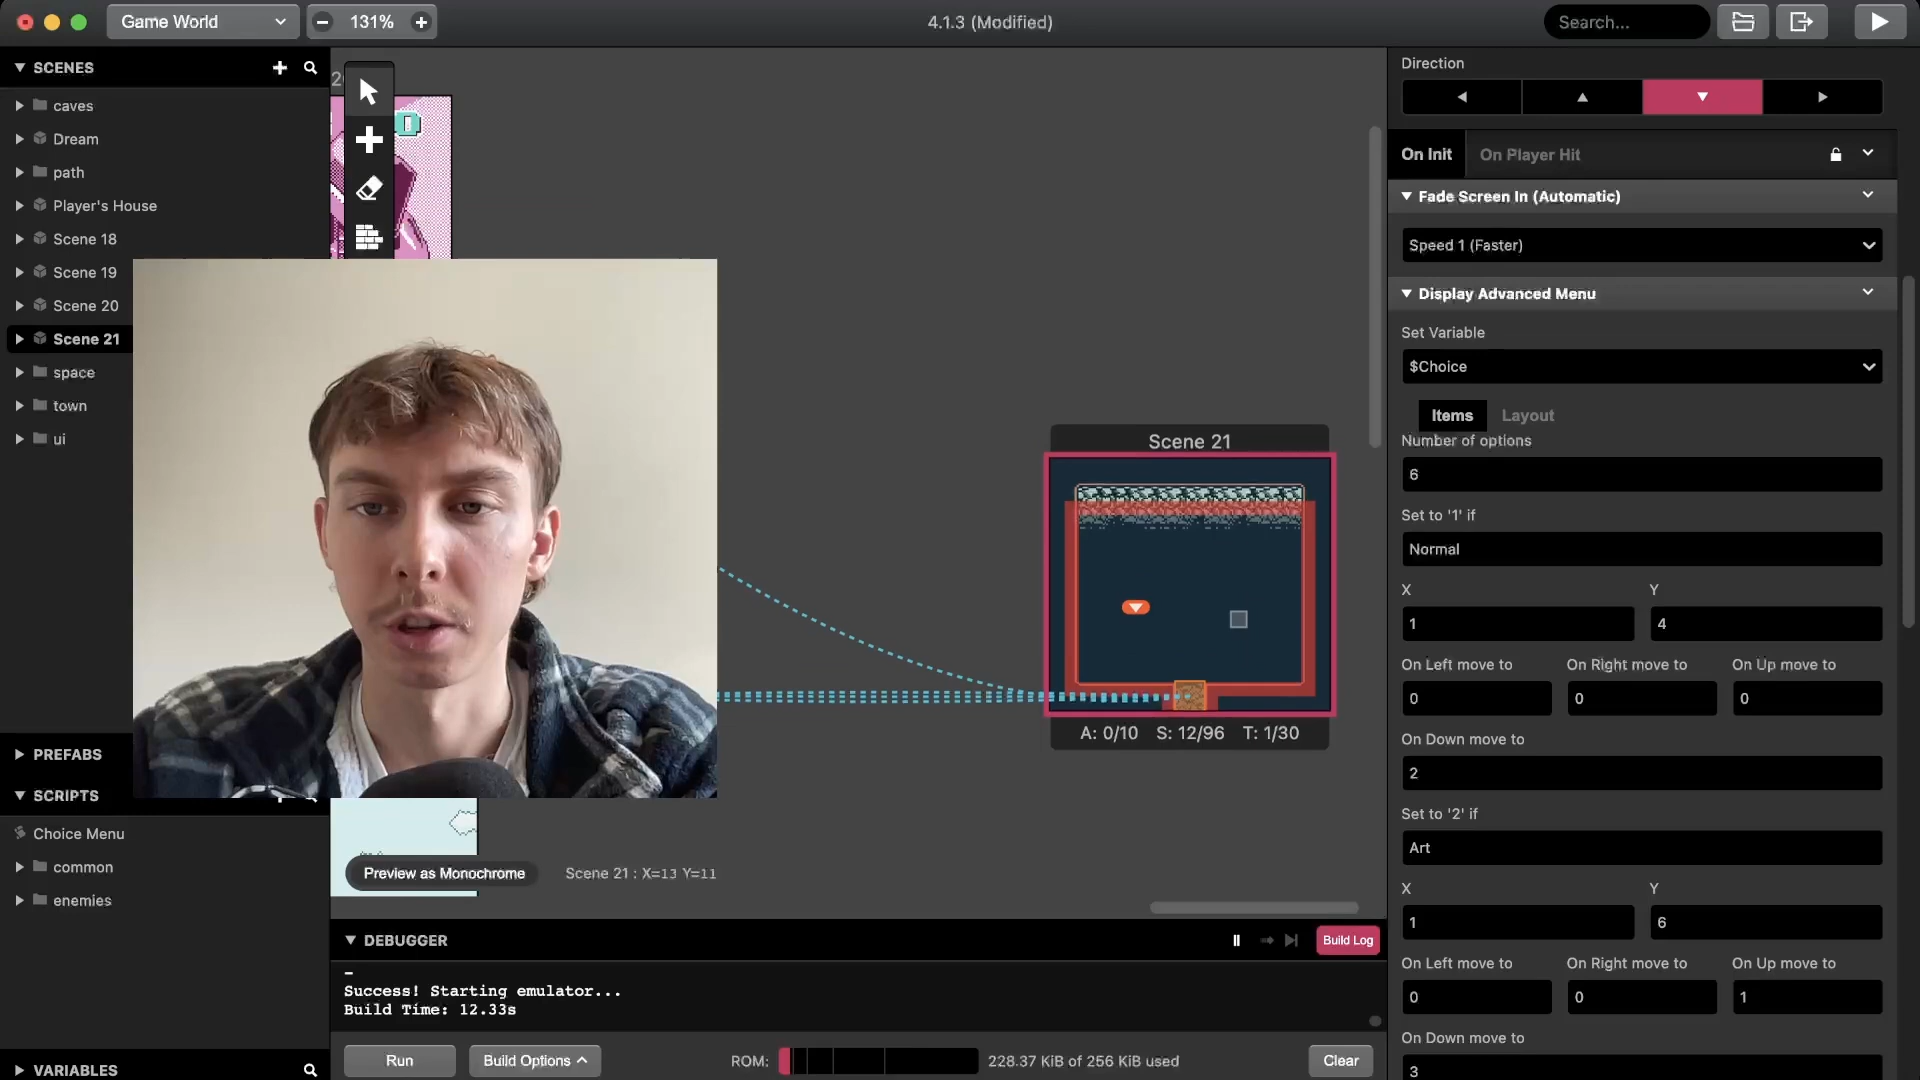 Game World
131%
4.1.3 (Modified)
Search...
SCENES
caves
Dream
path
Player's House
Scene 18
Scene 19
Scene 20
Scene 21
space
town
ui
PREFABS
SCRIPTS
Choice Menu
common
enemies
VARIABLES
Scene 21
A: 0/10 S: 12/96 T: 1/30
Preview as Monochrome
Scene 21 : X=13 Y=11
DEBUGGER
Build Log
Success! Starting emulator...
Build Time: 12.33s
Run
Build Options
ROM:
228.37 KiB of 256 KiB used
Clear
Direction
On Init
On Player Hit
Fade Screen In (Automatic)
Speed 1 (Faster)
Display Advanced Menu
Set Variable
$Choice
Items
Layout
Number of options
6
Set to '1' if
Normal
X Y
1 4
On Left move to On Right move to On Up move to
0 0 0
On Down move to
2
Set to '2' if
Art
X Y
1 6
On Left move to On Right move to On Up move to
0 0 1
On Down move to
3